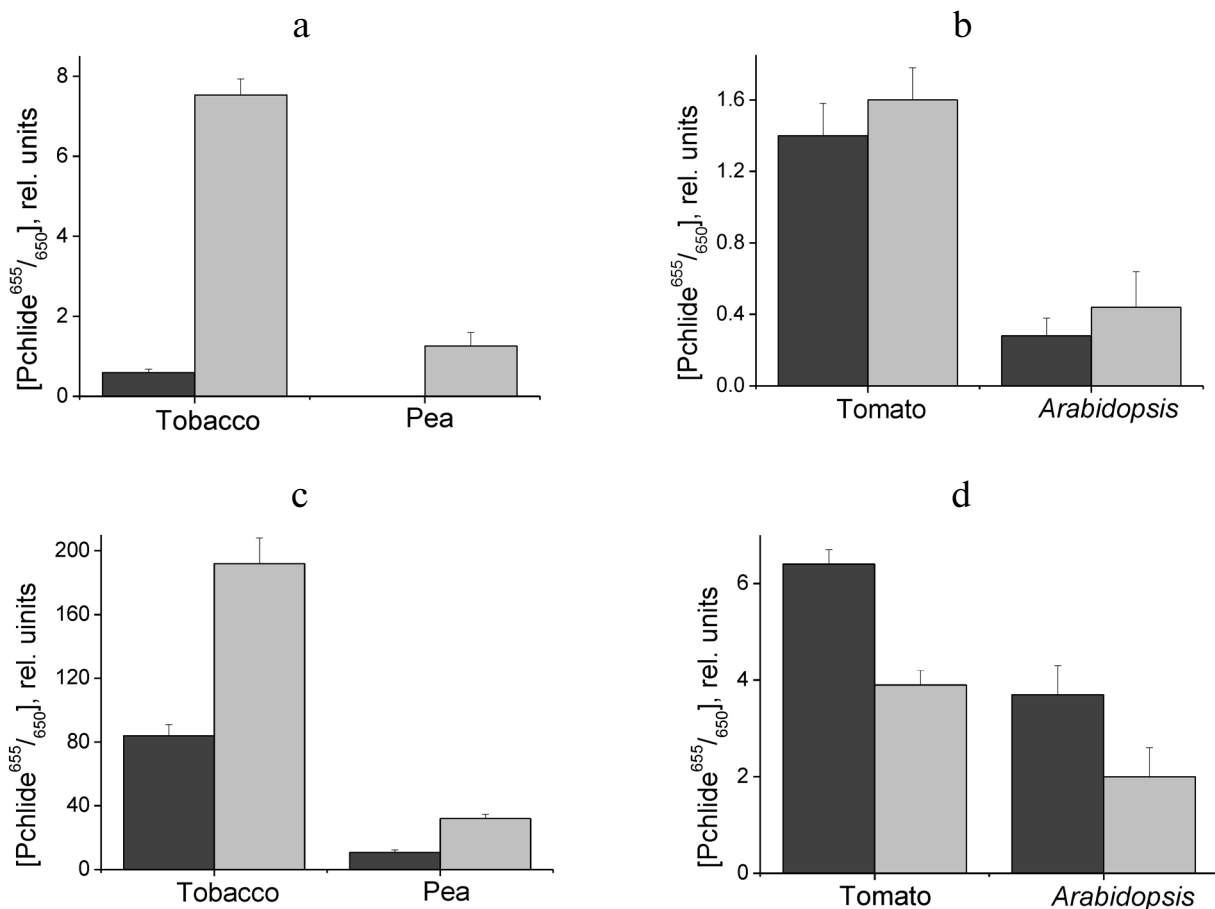 a
[Pchlide655/650], rel. units
8
6
4
2
0
Tobacco Pea
b
[Pchlide655/650], rel. units
1.6
1.2
0.8
0.4
0.0
Tomato Arabidopsis
c
[Pchlide655/650], rel. uinits
200
160
120
80
40
0
Tobacco Pea
d
[Pchlide655/650], rel. units
6
4
2
0
Tomato Arabidopsis